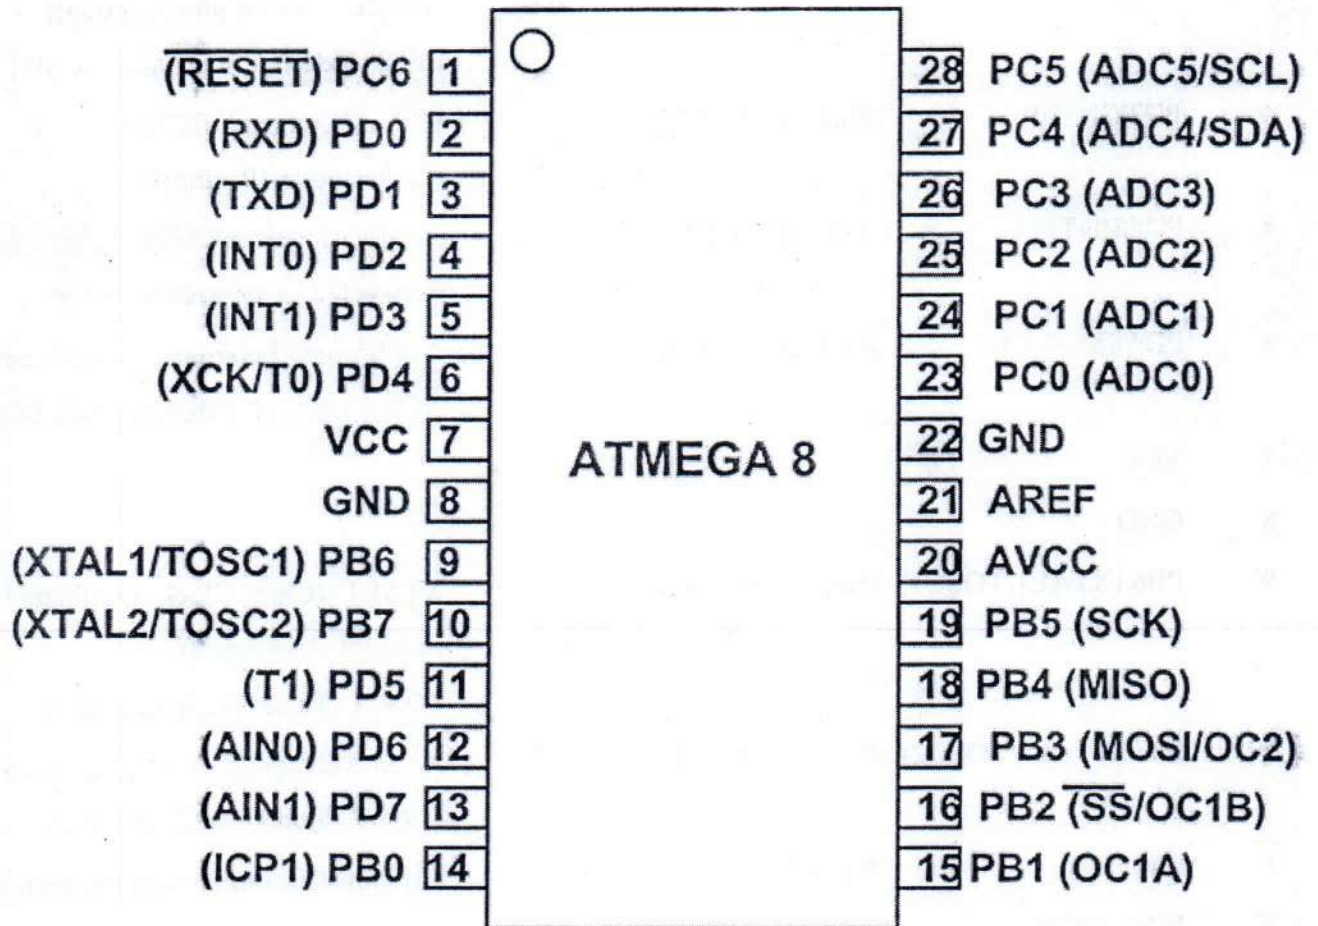 (RESET) PC6 1
(RXD) PD0 2
(TXD) PD1 3
(INT0) PD2 4
(INT1) PD3 5
(XCK/T0) PD4 6
VCC 7
GND 8
(XTAL1/TOSC1) PB6 9
(XTAL2/TOSC2) PB7 10
(T1) PD5 11
(AIN0) PD6 12
(AIN1) PD7 13
(ICP1) PB0 14
ATMEGA 8
28 PC5 (ADC5/SCL)
27 PC4 (ADC4/SDA)
26 PC3 (ADC3)
25 PC2 (ADC2)
24 PC1 (ADC1)
23 PC0 (ADC0)
22 GND
21 AREF
20 AVCC
19 PB5 (SCK)
18 PB4 (MISO)
17 PB3 (MOSI/OC2)
16 PB2 (SS/OC1B)
15 PB1 (OC1A)